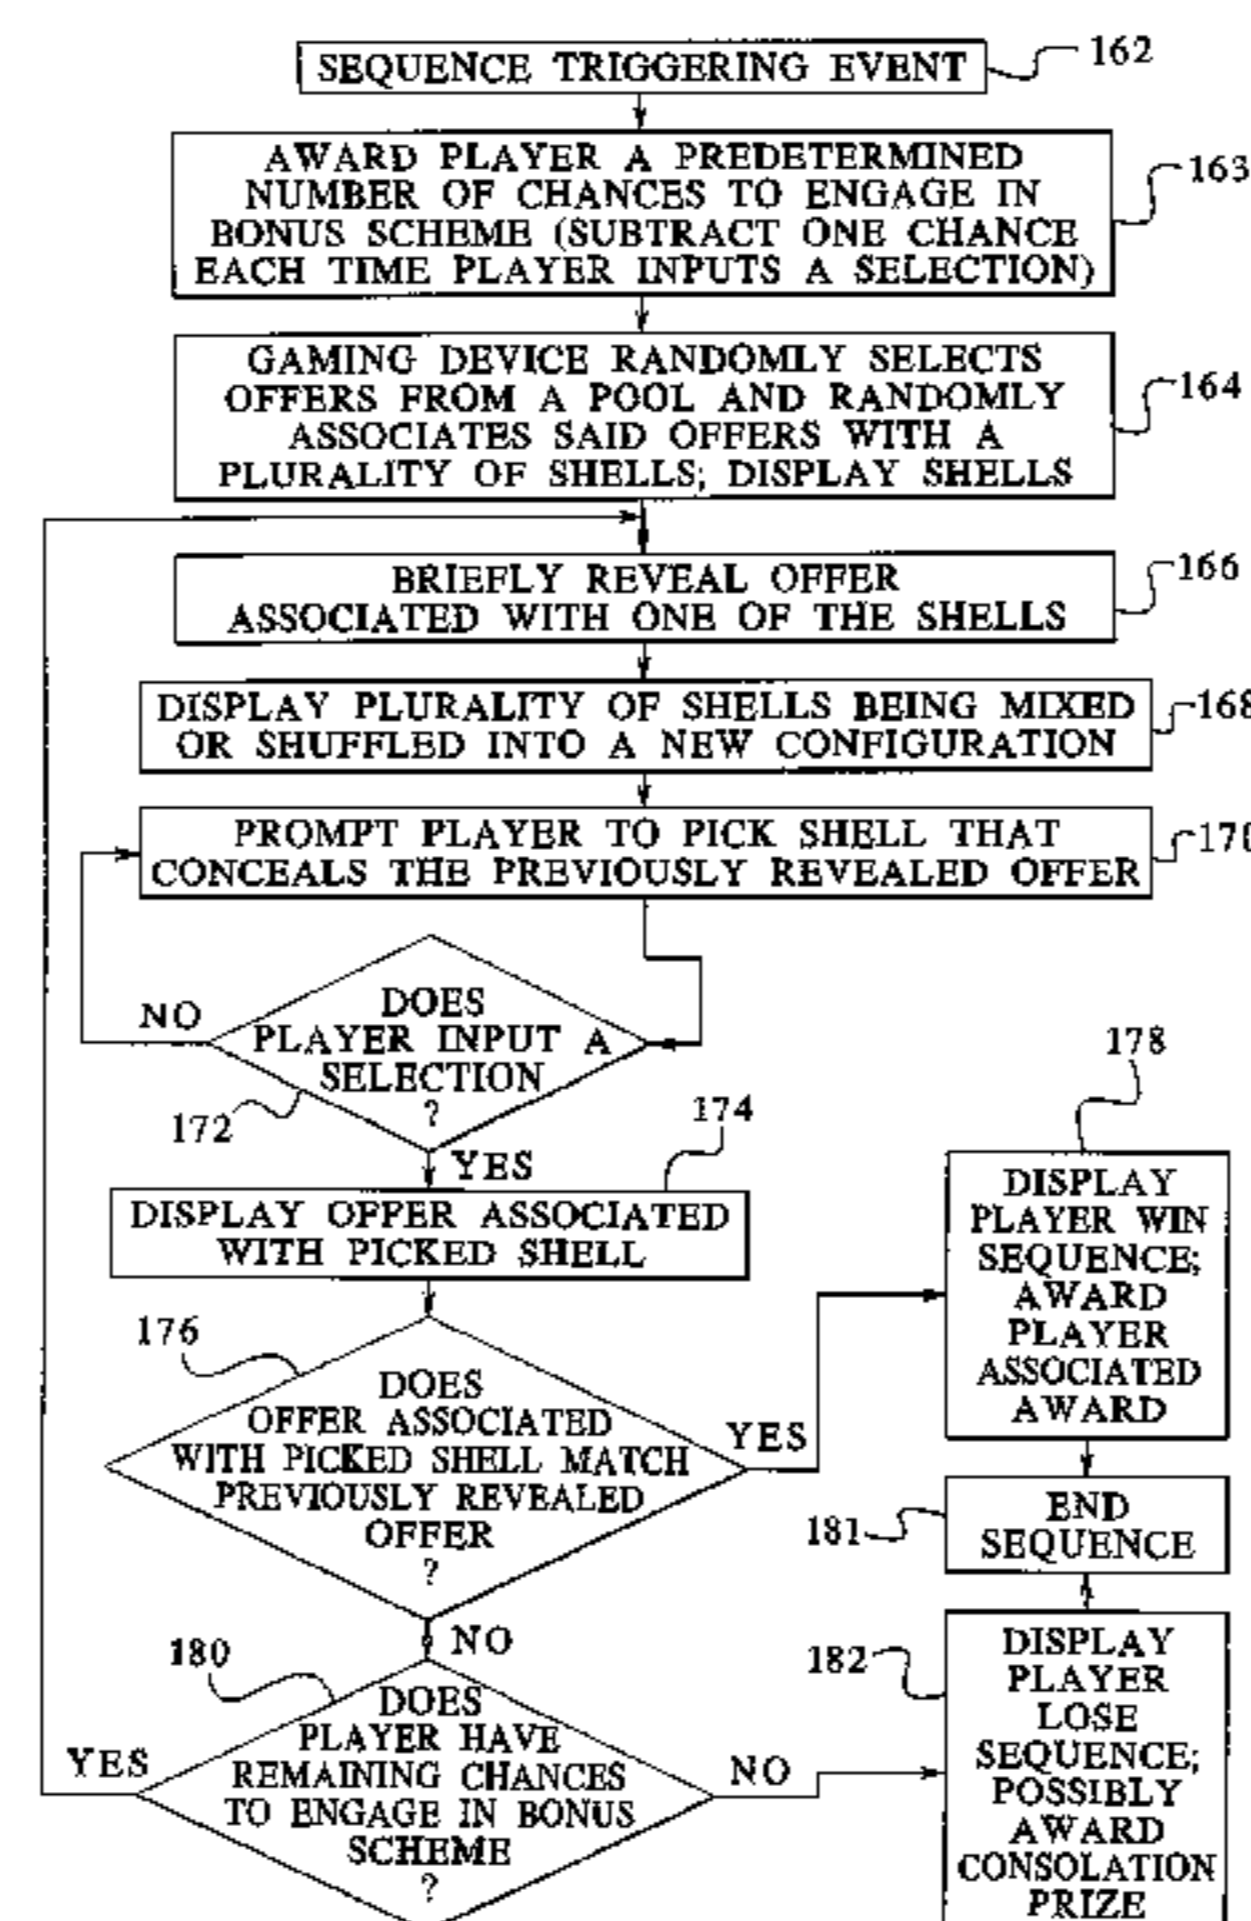 SEQUENCE TRIGGERING EVENT
162
AWARD PLAYER A PREDETERMINED
NUMBER OF CHANCES TO ENGAGE IN
BONUS SCHEME (SUBTRACT ONE CHANCE
EACH TIME PLAYER INPUTS A SELECTION)
163
GAMING DEVICE RANDOMLY SELECTS
OFFERS FROM A POOL AND RANDOMLY
ASSOCIATES SAID OFFERS WITH A
PLURALITY OF SHELLS; DISPLAY SHELLS
164
BRIEFLY REVEAL OFFER
ASSOCIATED WITH ONE OF THE SHELLS
166
DISPLAY PLURALITY OF SHELLS BEING MIXED
OR SHUFFLED INTO A NEW CONFIGURATION
168
PROMPT PLAYER TO PICK SHELL THAT
CONCEALS THE PREVIOUSLY REVEALED OFFER
170
DOES
PLAYER INPUT A
SELECTION
?
NO
172
YES
174
DISPLAY OFFER ASSOCIATED
WITH PICKED SHELL
176
DOES
OFFER ASSOCIATED
WITH PICKED SHELL MATCH
PREVIOUSLY REVEALED
OFFER
?
YES
NO
178
DISPLAY
PLAYER WIN
SEQUENCE;
AWARD
PLAYER
ASSOCIATED
AWARD
181
END
SEQUENCE
180
DOES
PLAYER HAVE
REMAINING CHANCES
TO ENGAGE IN BONUS
SCHEME
?
YES
NO
182
DISPLAY
PLAYER
LOSE
SEQUENCE;
POSSIBLY
AWARD
CONSOLATION
PRIZE